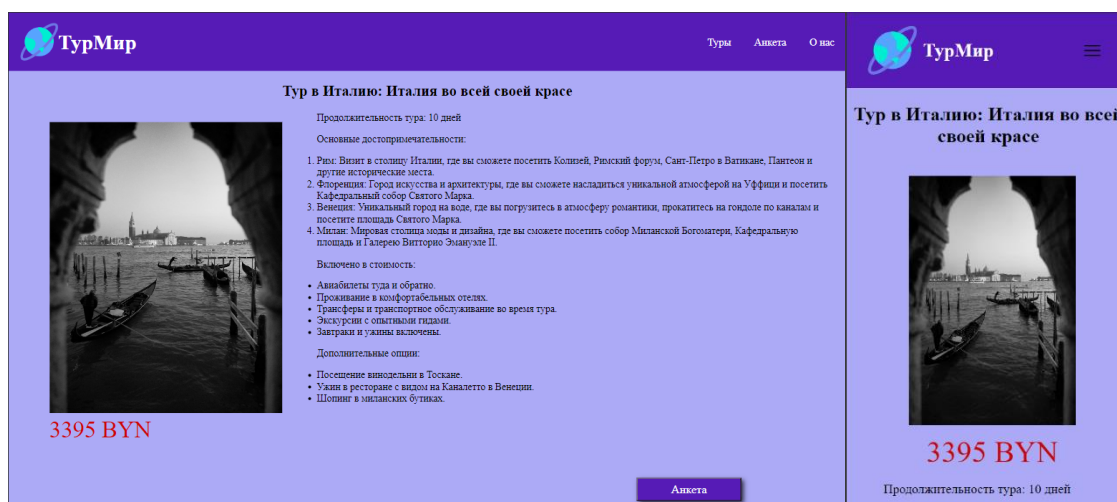 ТурМир
Туры Анкета О нас
Тур в Италию: Италия во всей своей красе
Продолжительность тура: 10 дней
Основные достопримечательности:
1. Рим: Визит в столицу Италии, где вы сможете посетить Колизей, Римский форум, Сант-Петро в Ватикане, Пантеон и
другие исторические места.
2. Флоренция: Город искусства и архитектуры, где вы сможете насладиться уникальной атмосферой на Уффици и посетить
Кафедральный собор Святого Марка.
3. Венеция: Уникальный город на воде, где вы погрузитесь в атмосферу романтики, прокатитесь на гондоле по каналам и
посетите площадь Святого Марка.
4. Милан: Мировая столица моды и дизайна, где вы сможете посетить собор Миланской Богоматери, Кафедральную
площадь и Галерею Витторио Эмануэле II.
Включено в стоимость:
• Авиабилеты туда и обратно.
• Проживание в комфортабельных отелях.
• Трансферы и транспортное обслуживание во время тура.
• Экскурсии с опытными гидами.
• Завтраки и ужины включены.
Дополнительные опции:
• Посещение винодельни в Тоскане.
• Ужин в ресторане с видом на Каналетто в Венеции.
• Шопинг в миланских бутиках.
3395 BYN
Анкета
ТурМир
Тур в Италию: Италия во всей
своей красе
3395 BYN
Продолжительность тура: 10 дней